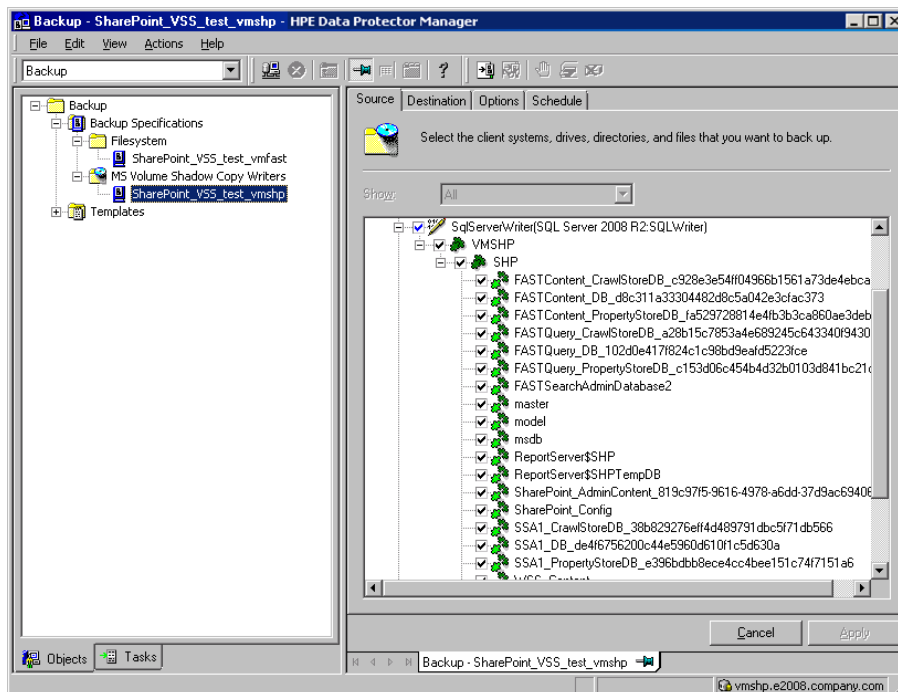 Backup - SharePoint_VSS_test_vmshp - HPE Data Protector Manager
File Edit View Actions Help
Backup
Backup
Backup Specifications
Filesystem
SharePoint_VSS_test_vmfast
MS Volume Shadow Copy Writers
SharePoint_VSS_test_vmshp
Templates
Objects Tasks
Source Destination Options Schedule
Select the client systems, drives, directories, and files that you want to back up.
Show: All
SqlServerWriter(SQL Server 2008 R2:SQLWriter)
VMSHP
SHP
FASTContent_CrawlStoreDB_c928e3e54ff04966b1561a73de4ebca
FASTContent_DB_d8c311a33304482d8c5a042e3cfac373
FASTContent_PropertyStoreDB_fa529728814e4fb3b3ca860ae3deb
FASTQuery_CrawlStoreDB_a28b15c7853a4e689245c643340f9430
FASTQuery_DB_102d0e417f824c1c98bd9eafd5223fce
FASTQuery_PropertyStoreDB_c153d06c454b4d32b0103d841bc21c
FASTSearchAdminDatabase2
master
model
msdb
ReportServer$SHP
ReportServer$SHPTempDB
SharePoint_AdminContent_819c97f5-9616-4978-a6dd-37d9ac69406
SharePoint_Config
SSA1_CrawlStoreDB_38b829276eff4d489791dbc5f71db566
SSA1_DB_de4f6756200c44e5960d610f1c5d630a
SSA1_PropertyStoreDB_e396bdbb8ece4cc4bee151c74f7151a6
WSS_Content
Cancel Apply
Backup - SharePoint_VSS_test_vmshp
vmshp.e2008.company.com